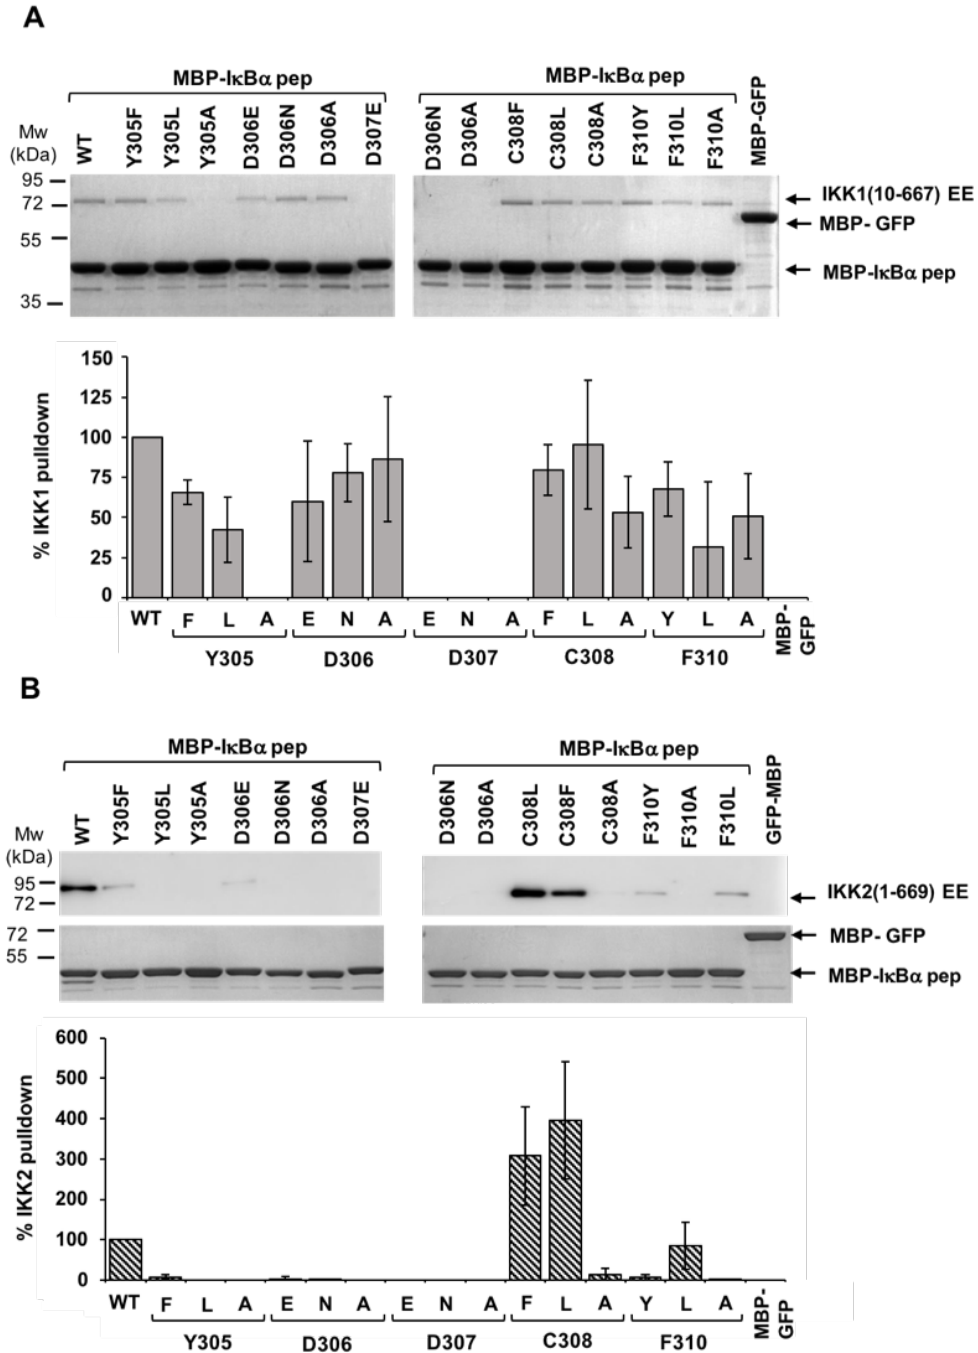 A
MBP-IκBα pep MBP-IκBα pep
Mw
(kDa)
WT Y305F Y305L Y305A D306E D306N D306A D307E
D306N D306A C308F C308L C308A F310Y F310L F310A MBP-GFP
95
72
55
35
IKK1(10-667) EE
MBP- GFP
MBP-IκBα pep
% IKK1 pulldown
150
125
100
75
50
25
0
WT F L A E N A E N A F L A Y L A MBP-
GFP
Y305 D306 D307 C308 F310
B
MBP-IκBα pep MBP-IκBα pep
Mw
(kDa)
WT Y305F Y305L Y305A D306E D306N D306A D307E
D306N D306A C308L C308F C308A F310Y F310A F310L GFP-MBP
95
72
72
55
IKK2(1-669) EE
MBP- GFP
MBP-IκBα pep
% IKK2 pulldown
600
500
400
300
200
100
0
WT F L A E N A E N A F L A Y L A MBP-
GFP
Y305 D306 D307 C308 F310